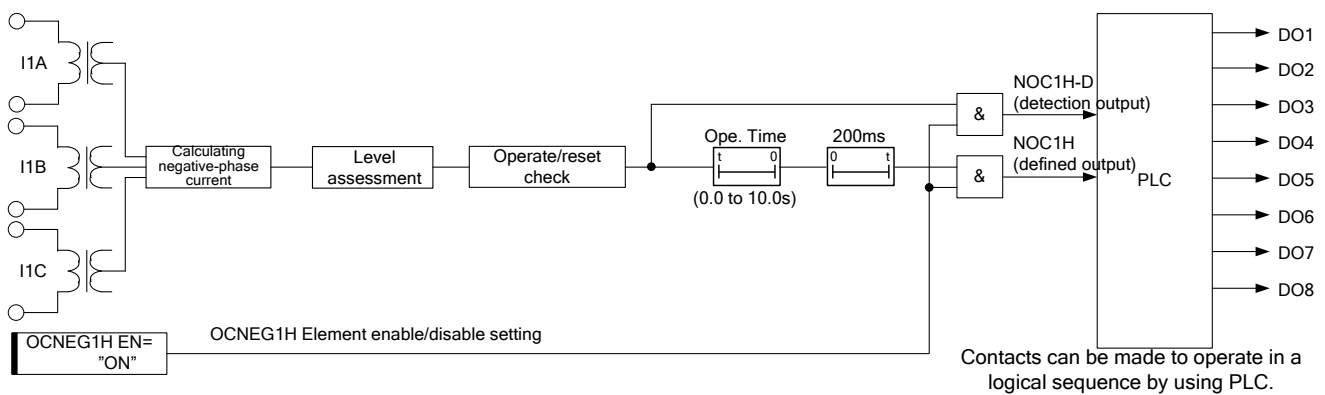 I1A
I1B
I1C
Calculating
negative-phase
current
Level
assessment
Operate/reset
check
Ope. Time
t 0
(0.0 to 10.0s)
200ms
0 t
&
&
NOC1H-D
(detection output)
NOC1H
(defined output)
PLC
DO1
DO2
DO3
DO4
DO5
DO6
DO7
DO8
OCNEG1H EN=
”ON”
OCNEG1H Element enable/disable setting
Contacts can be made to operate in a
logical sequence by using PLC.